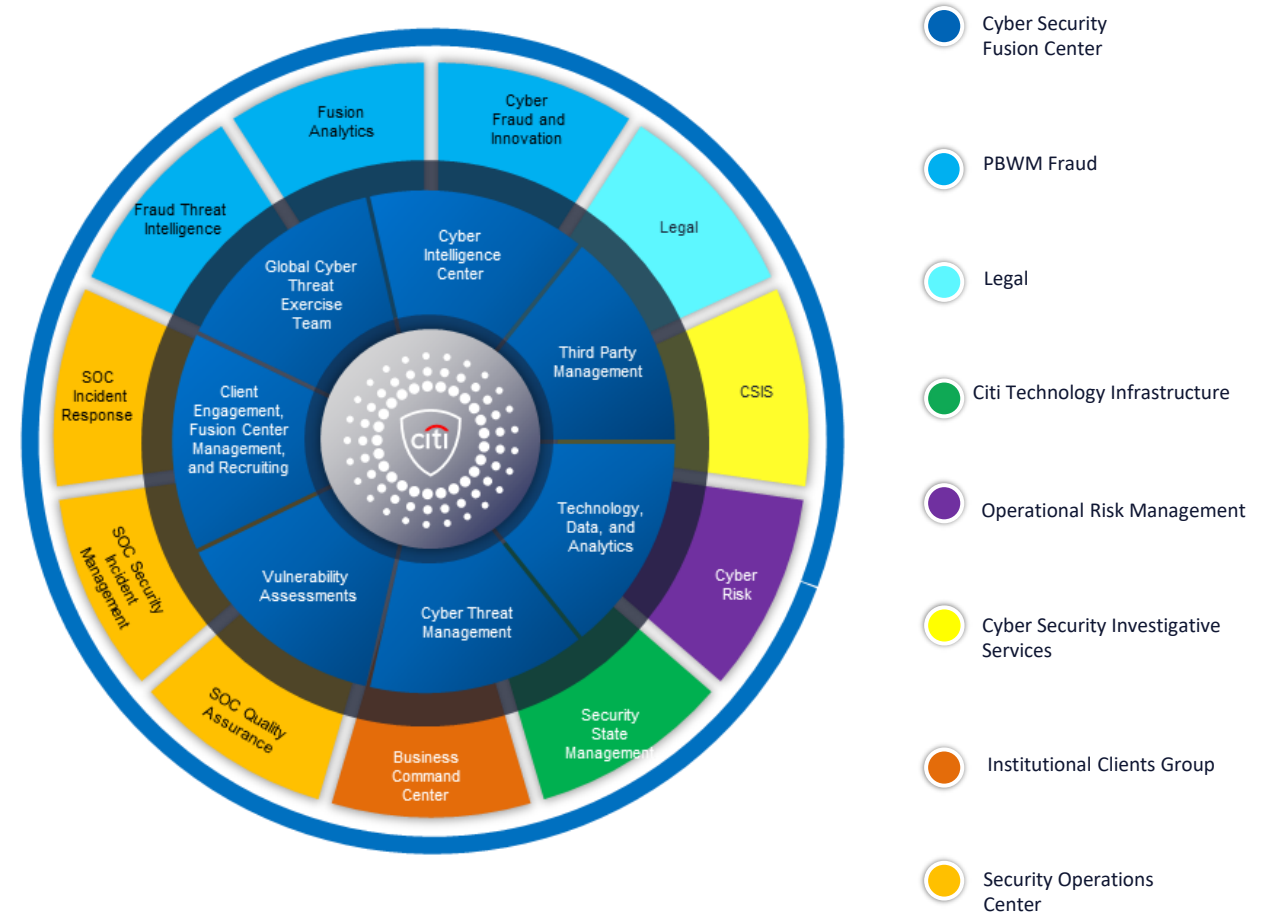 Cyber
Fraud and
Innovation
Legal
CSIS
Cyber
Risk
Security
State
Management
Business
Command
Center
SOC Quality
Assurance
SOC Security
Incident
Management
SOC
Incident
Response
Fraud Threat
Intelligence
Fusion
Analytics
Cyber
Intelligence
Center
Third Party
Management
Technology,
Data, and
Analytics
Cyber Threat
Management
Vulnerability
Assessments
Client
Engagement,
Fusion Center
Management,
and Recruiting
Global Cyber
Threat
Exercise
Team
citi
Cyber Security
Fusion Center
PBWM Fraud
Legal
Citi Technology Infrastructure
Operational Risk Management
Cyber Security Investigative
Services
Institutional Clients Group
Security Operations
Center